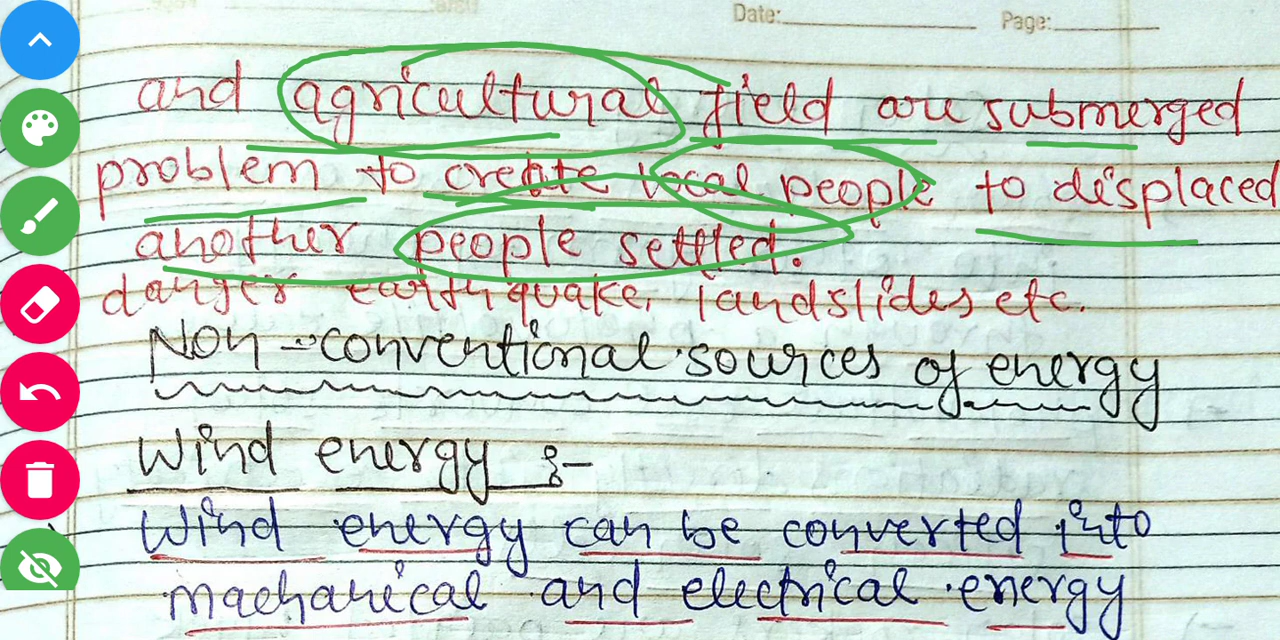 Date: Page:
and agricultural field are submerged
problem to create local people to displaced
another people settled.
danger earthquake, landslides etc.
Non-conventional sources of energy
Wind energy :-
Wind energy can be converted into
machanical and electrical energy